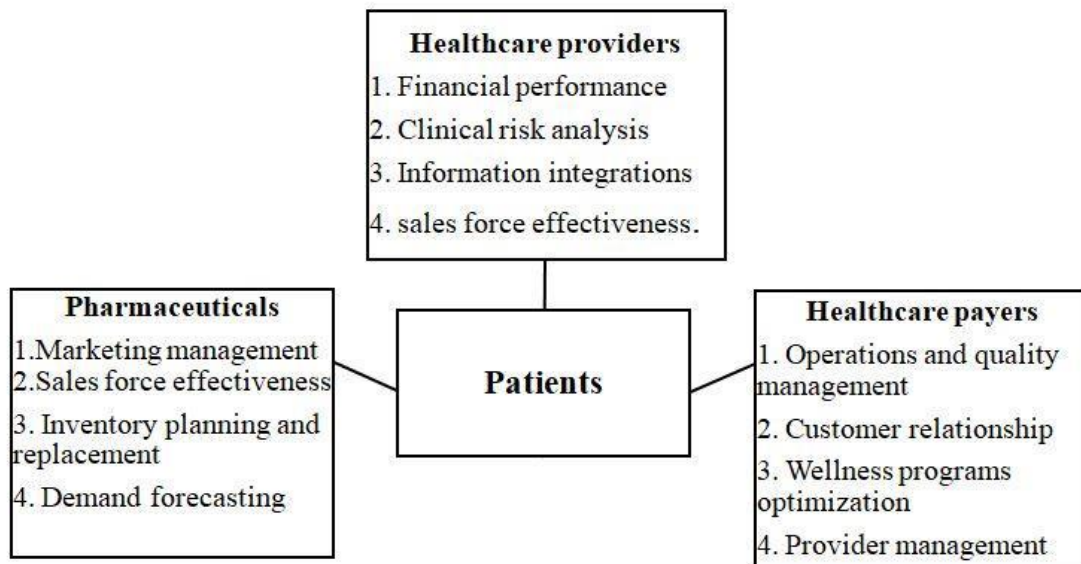 Healthcare providers
1. Financial performance
2. Clinical risk analysis
3. Information integrations
4. sales force effectiveness.
Pharmaceuticals
1.Marketing management
2.Sales force effectiveness
3. Inventory planning and
replacement
4. Demand forecasting
Patients
Healthcare payers
1. Operations and quality
management
2. Customer relationship
3. Wellness programs
optimization
4. Provider management